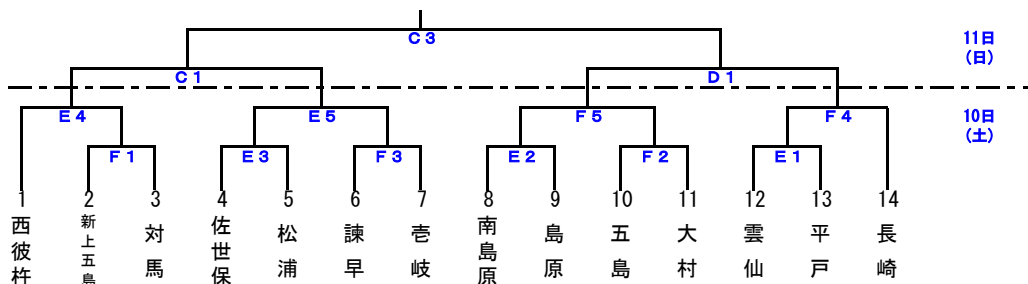 C3
11日
(日)
C1
D1
E4
E5
F5
F4
10日
(土)
F1
E3
F3
E2
F2
E1
1 2 3 4 5 6 7 8 9 10 11 12 13 14
西彼杵
新上五島
対馬
佐世保
松浦
諫早
壱岐
南島原
島原
五島
大村
雲仙
平戸
長崎